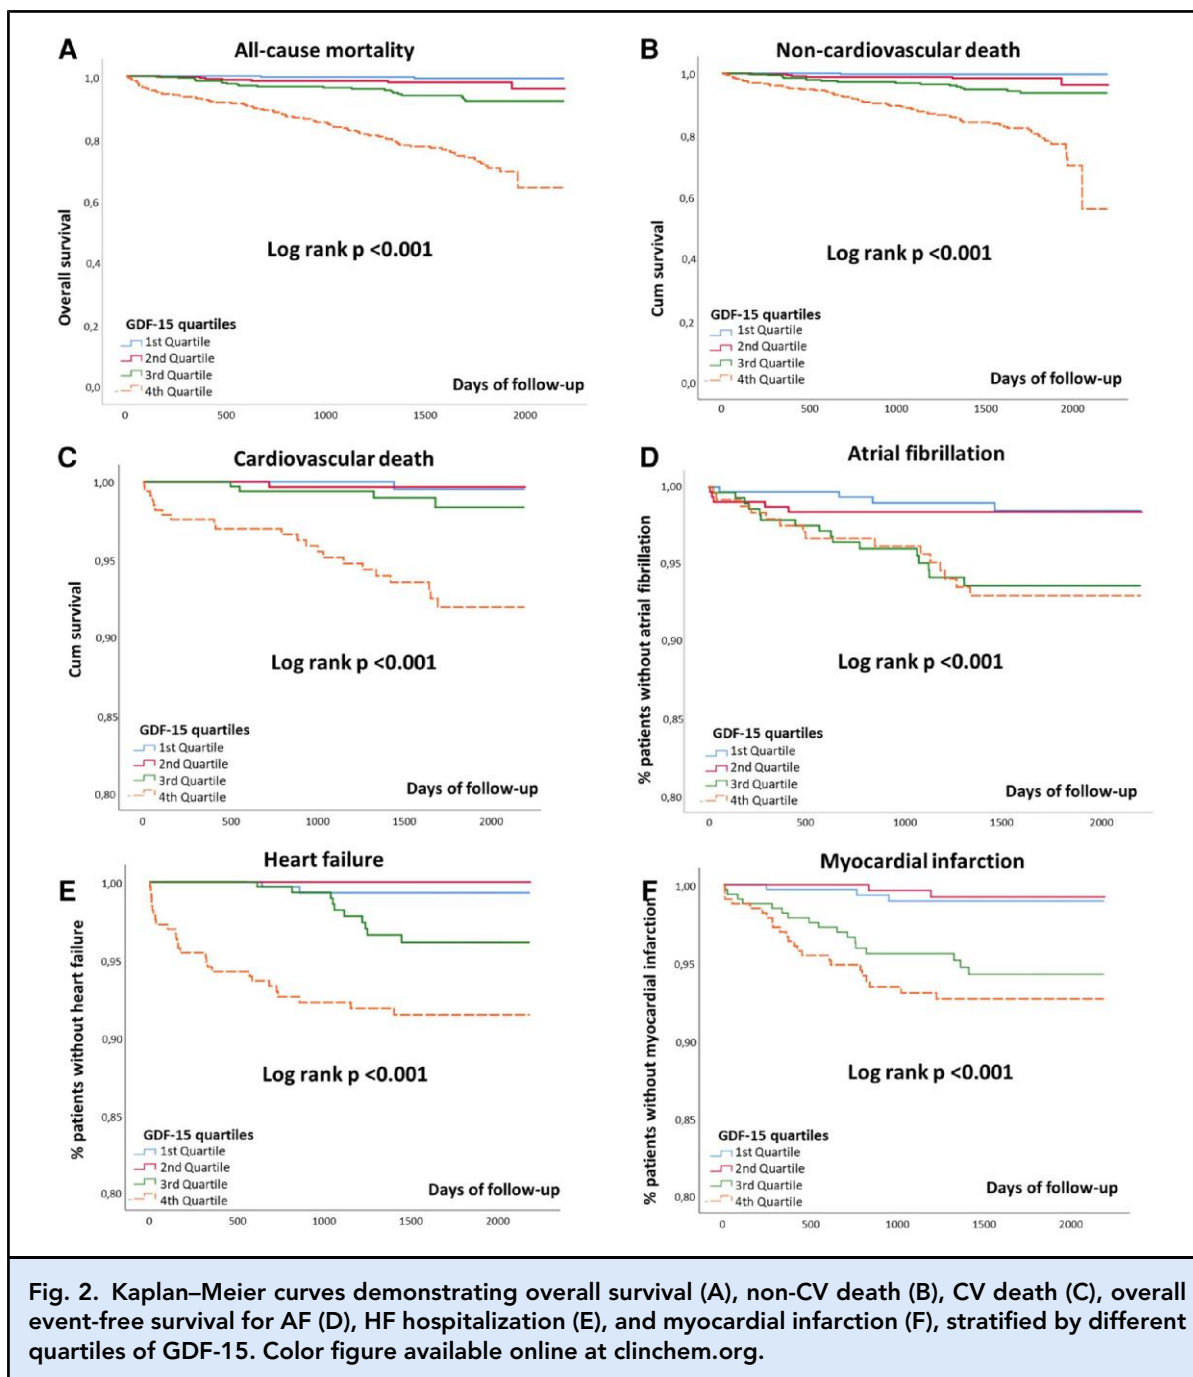 A
All-cause mortality
Overall survival
1,0
0,8
0,6
0,4
0,2
0,0
Log rank p <0.001
GDF-15 quartiles
1st Quartile
2nd Quartile
3rd Quartile
4th Quartile
Days of follow-up
0 500 1000 1500 2000
B
Non-cardiovascular death
Cum survival
1,0
0,8
0,6
0,4
0,2
0,0
Log rank p <0.001
GDF-15 quartiles
1st Quartile
2nd Quartile
3rd Quartile
4th Quartile
Days of follow-up
0 500 1000 1500 2000
C
Cardiovascular death
Cum survival
1,00
0,95
0,90
0,85
0,80
Log rank p <0.001
GDF-15 quartiles
1st Quartile
2nd Quartile
3rd Quartile
4th Quartile
Days of follow-up
0 500 1000 1500 2000
D
Atrial fibrillation
% patients without atrial fibrillation
1,00
0,95
0,90
0,85
0,80
Log rank p <0.001
GDF-15 quartiles
1st Quartile
2nd Quartile
3rd Quartile
4th Quartile
Days of follow-up
0 500 1000 1500 2000
E
Heart failure
% patients without heart failure
1,00
0,95
0,90
0,85
0,80
Log rank p <0.001
GDF-15 quartiles
1st Quartile
2nd Quartile
3rd Quartile
4th Quartile
Days of follow-up
0 500 1000 1500 2000
F
Myocardial infarction
% patients without myocardial infarction
1,00
0,95
0,90
0,85
0,80
Log rank p <0.001
GDF-15 quartiles
1st Quartile
2nd Quartile
3rd Quartile
4th Quartile
Days of follow-up
0 500 1000 1500 2000
Fig. 2. Kaplan–Meier curves demonstrating overall survival (A), non-CV death (B), CV death (C), overall
event-free survival for AF (D), HF hospitalization (E), and myocardial infarction (F), stratified by different
quartiles of GDF-15. Color figure available online at clinchem.org.